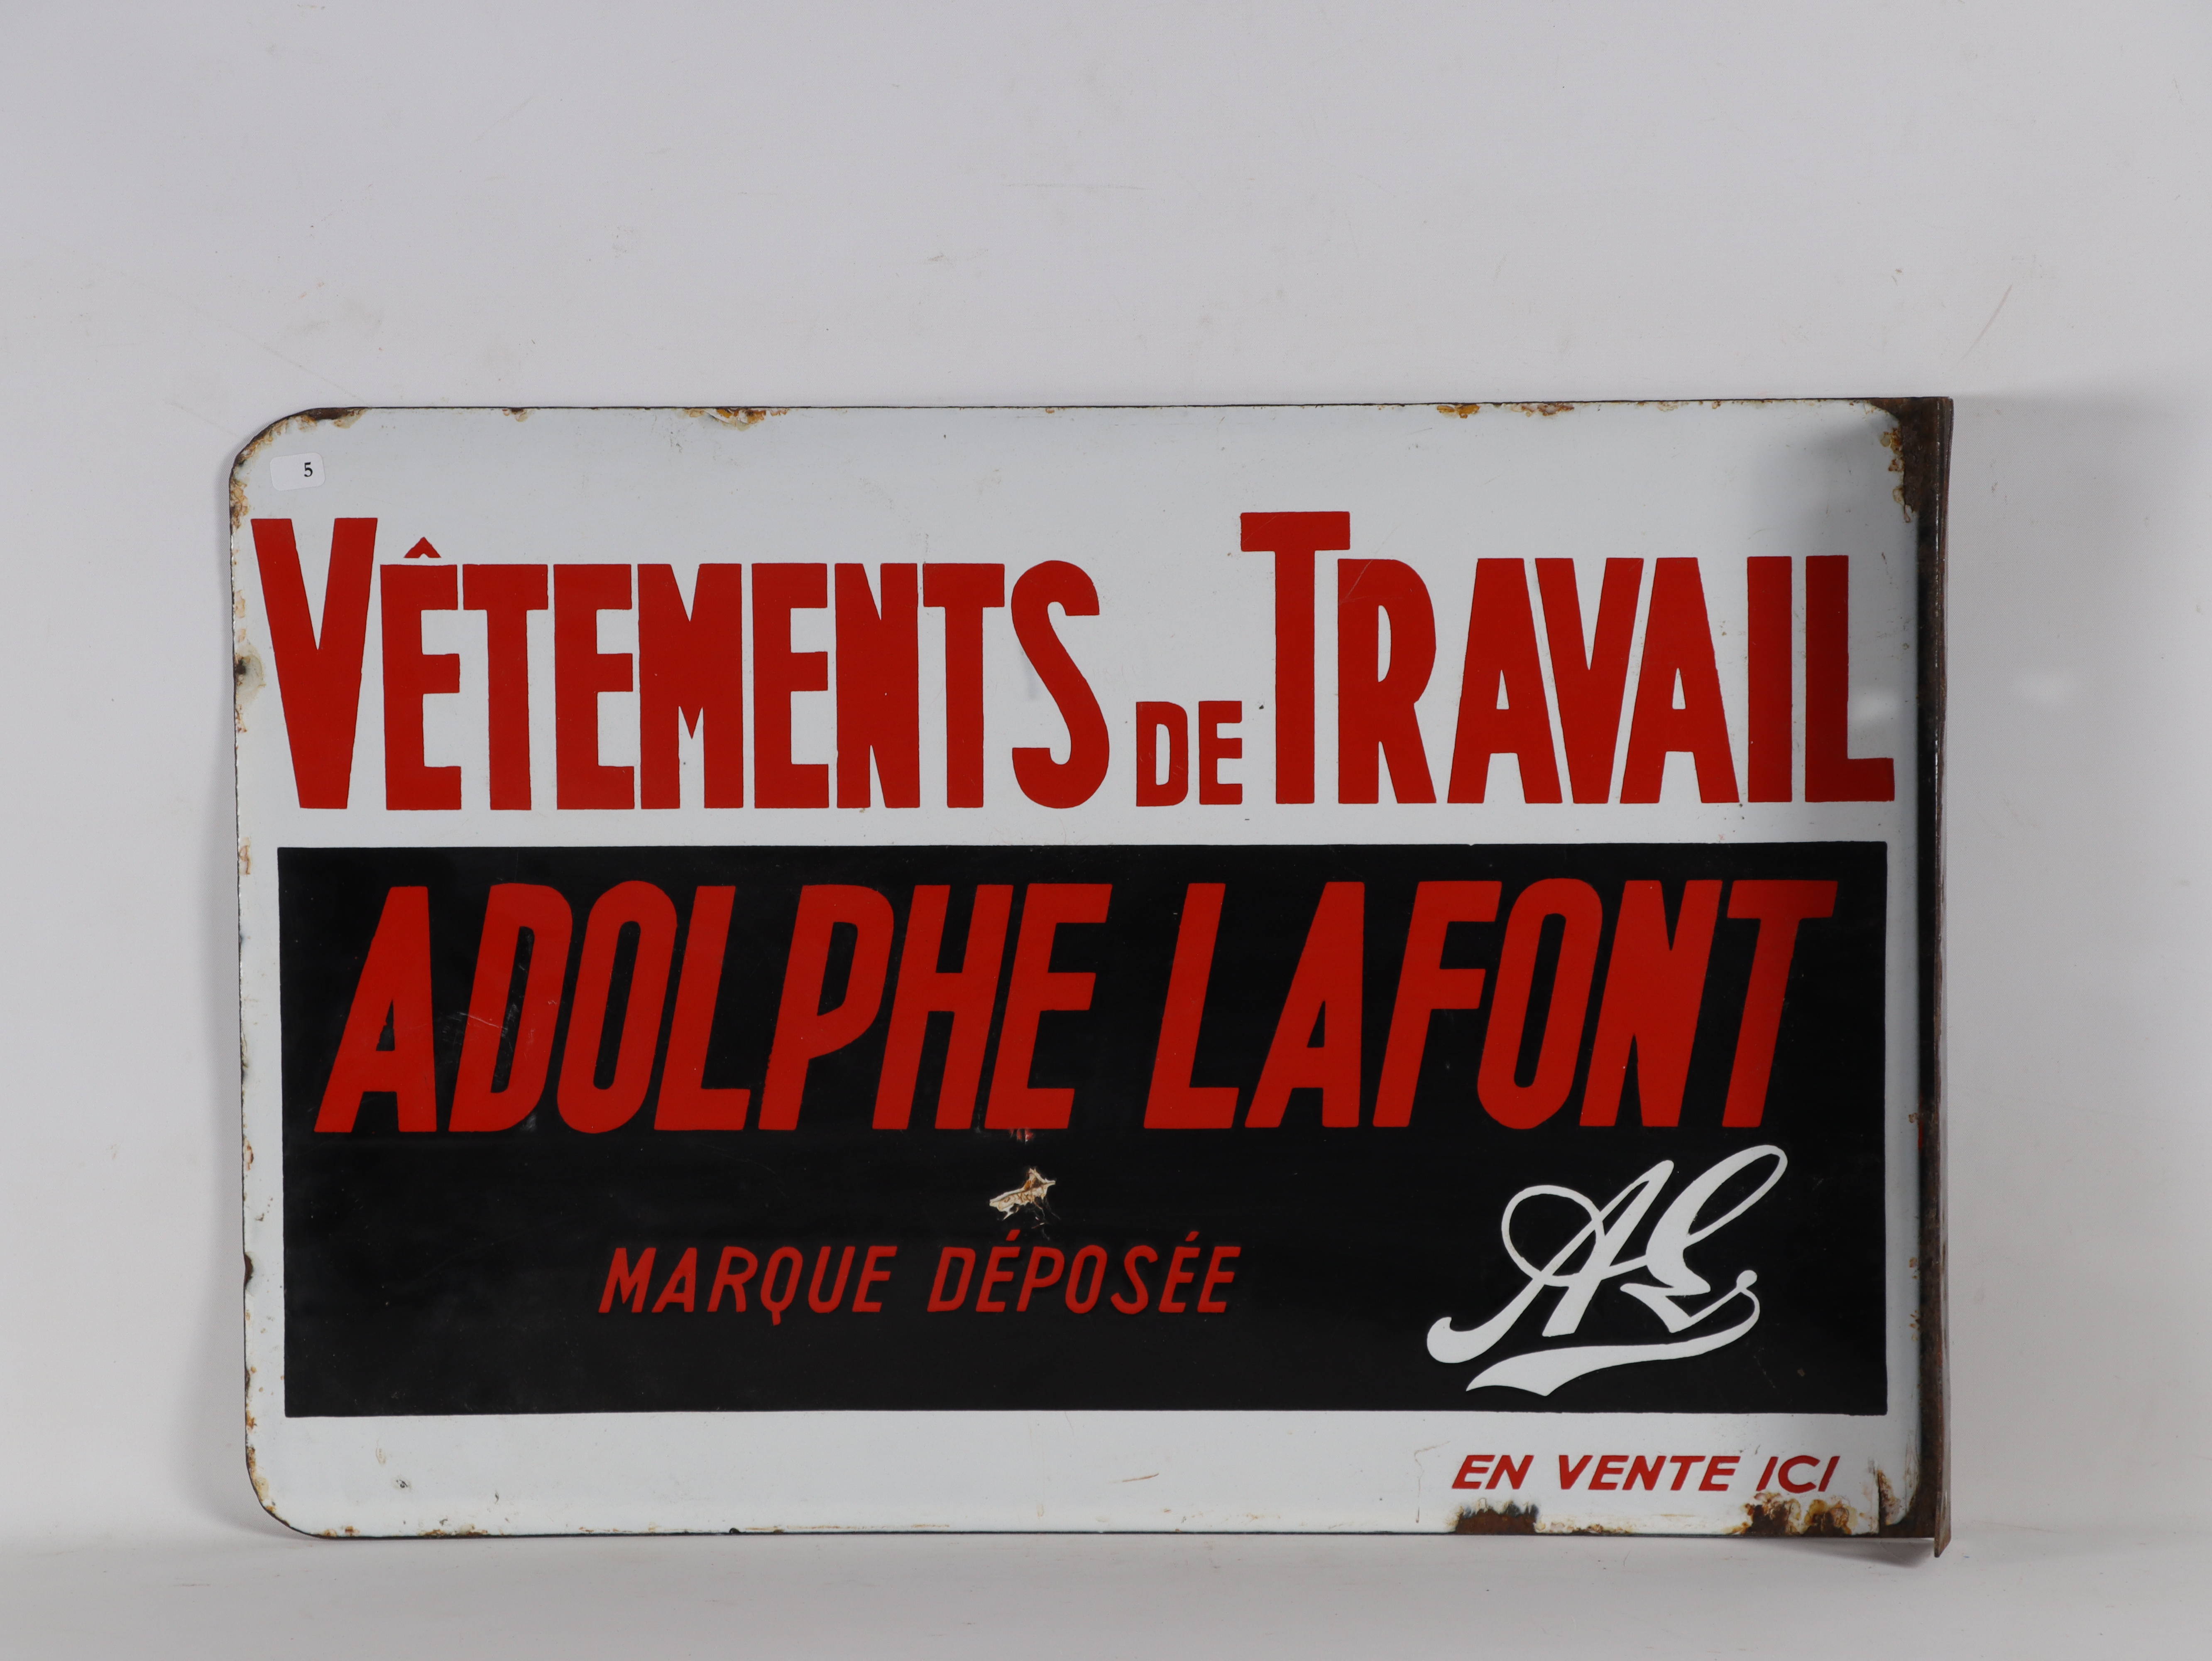 5
VÊTEMENTS DE TRAVAIL
ADOLPHE LAFONT
MARQUE DÉPOSÉE
AL
EN VENTE ICI